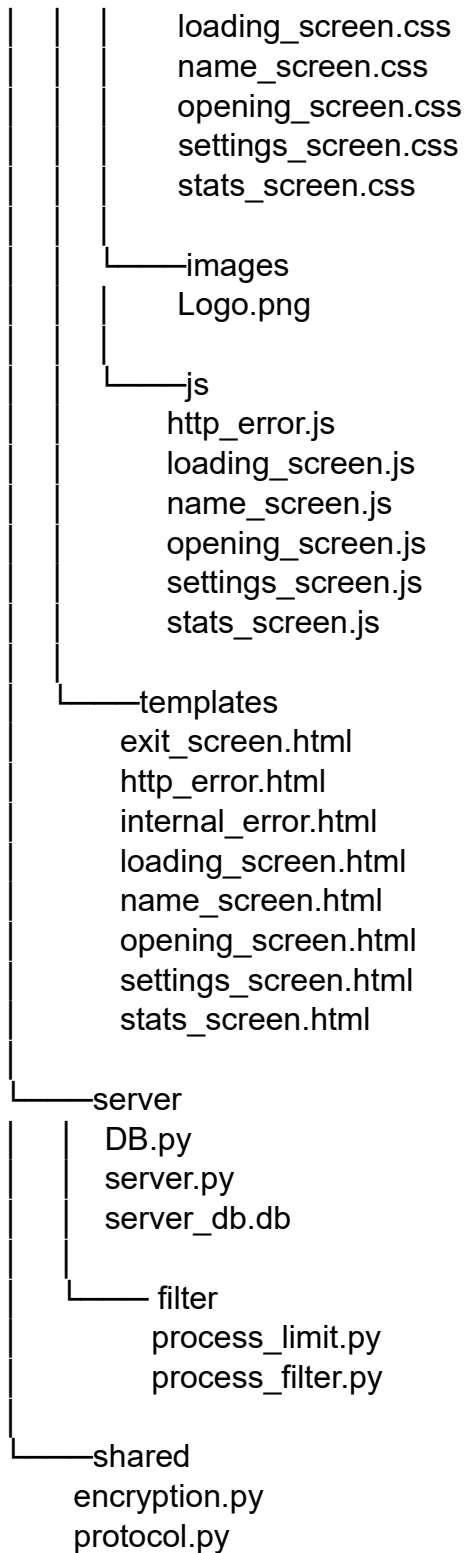 loading_screen.css
name_screen.css
opening_screen.css
settings_screen.css
stats_screen.css
images
Logo.png
js
http_error.js
loading_screen.js
name_screen.js
opening_screen.js
settings_screen.js
stats_screen.js
templates
exit_screen.html
http_error.html
internal_error.html
loading_screen.html
name_screen.html
opening_screen.html
settings_screen.html
stats_screen.html
server
DB.py
server.py
server_db.db
filter
process_limit.py
process_filter.py
shared
encryption.py
protocol.py